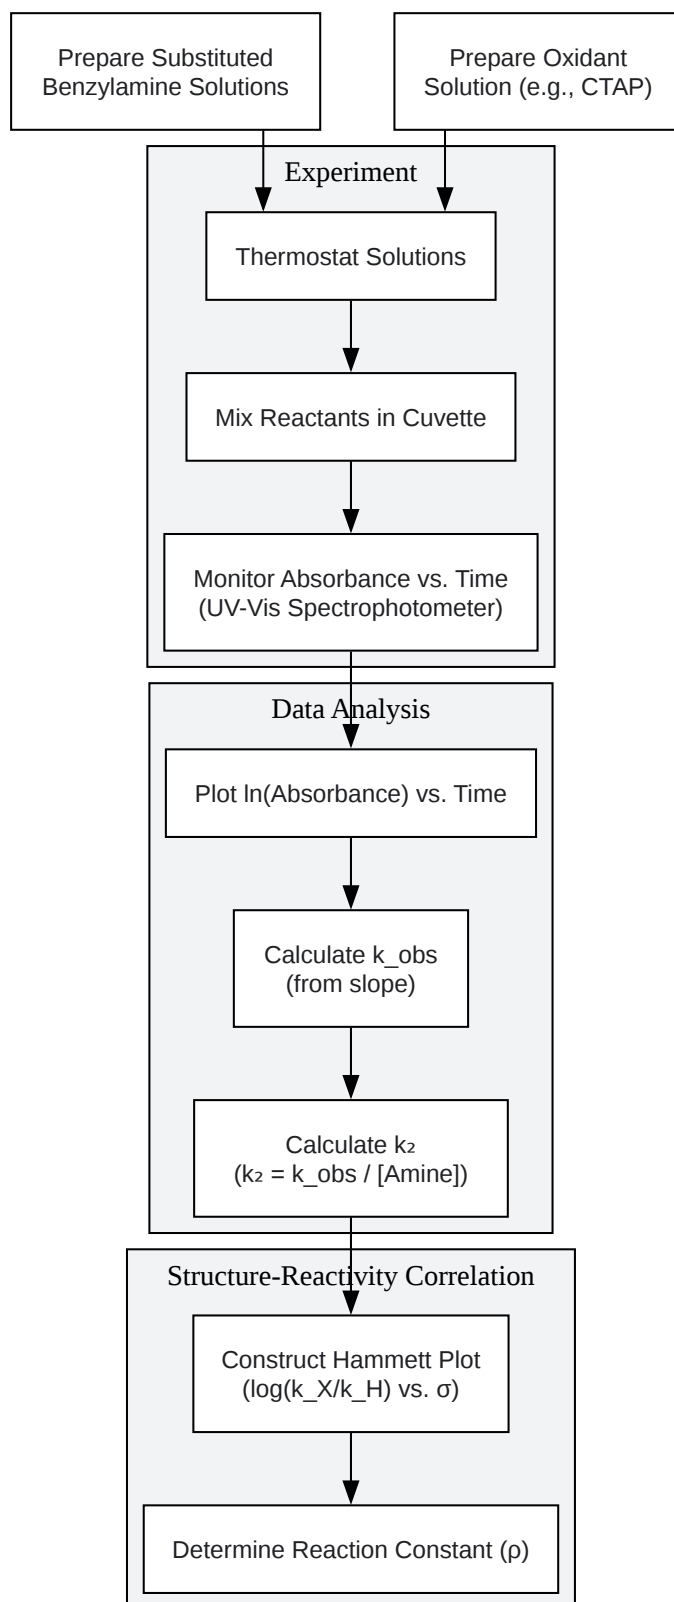 Prepare Substituted
Benzylamine Solutions
Prepare Oxidant
Solution (e.g., CTAP)
Experiment
Thermostat Solutions
Mix Reactants in Cuvette
Monitor Absorbance vs. Time
(UV-Vis Spectrophotometer)
Data Analysis
Plot ln(Absorbance) vs. Time
Calculate k_obs
(from slope)
Calculate k₂
(k₂ = k_obs / [Amine])
Structure-Reactivity Correlation
Construct Hammett Plot
(log(k_X/k_H) vs. σ)
Determine Reaction Constant (ρ)